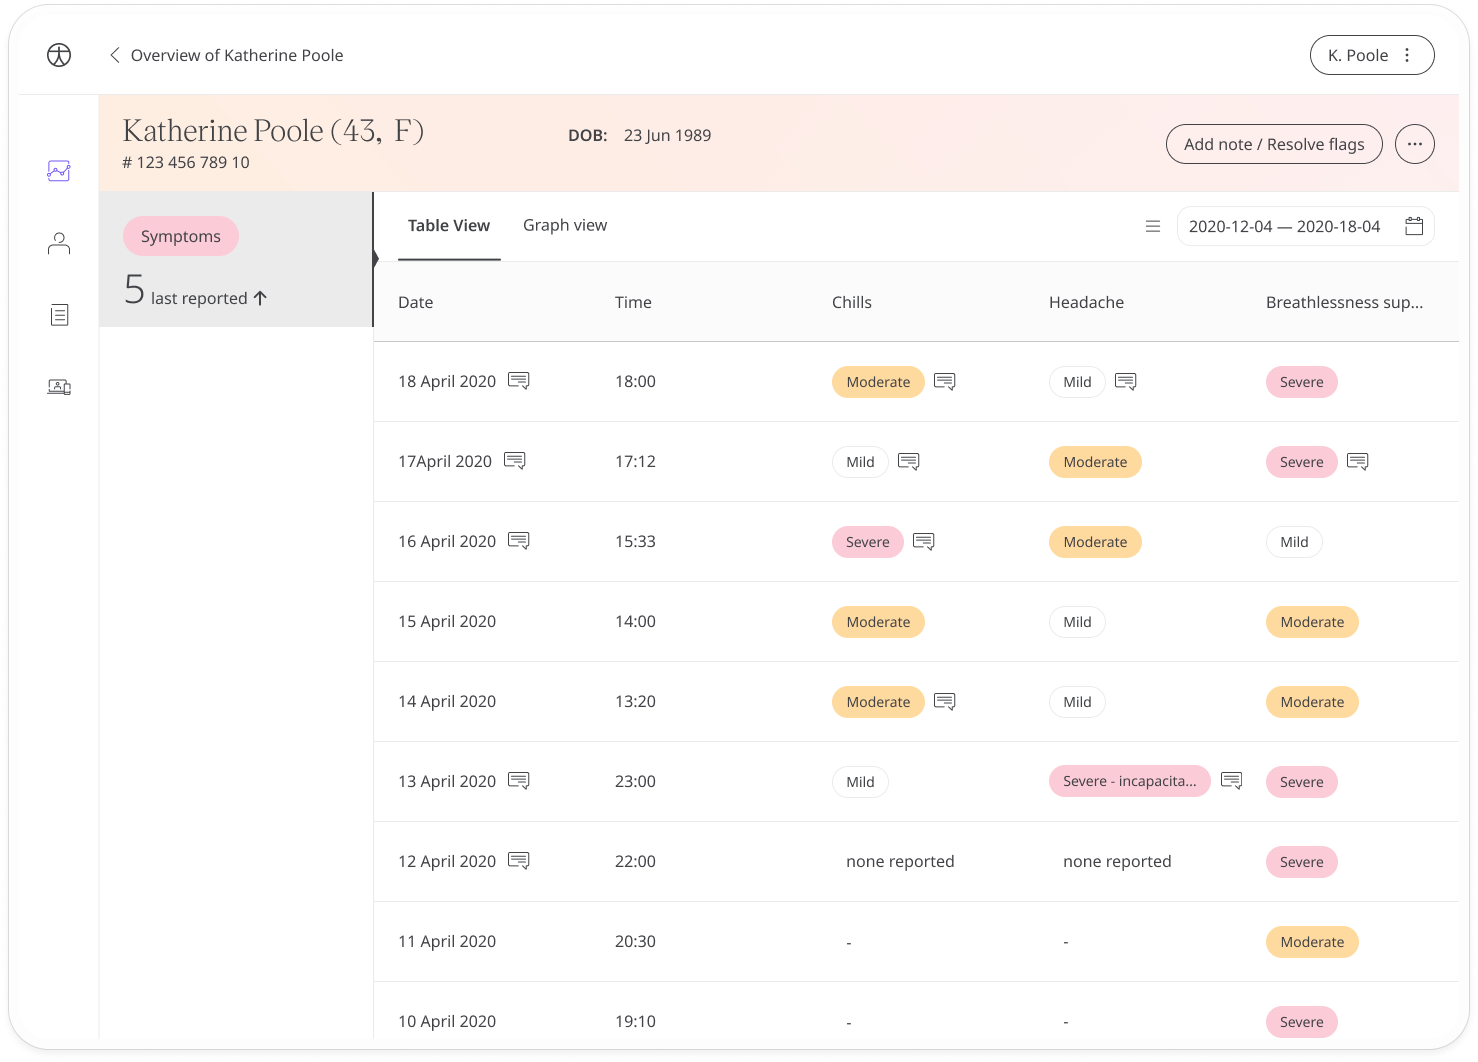 Overview of Katherine Poole
K. Poole
Katherine Poole (43, F)
# 123 456 789 10
DOB: 23 Jun 1989
Add note / Resolve flags
Symptoms
5 last reported
Table View Graph view
2020-12-04 — 2020-18-04
Date Time Chills Headache Breathlessness sup...
18 April 2020 18:00 Moderate Mild Severe
17April 2020 17:12 Mild Moderate Severe
16 April 2020 15:33 Severe Moderate Mild
15 April 2020 14:00 Moderate Mild Moderate
14 April 2020 13:20 Moderate Mild Moderate
13 April 2020 23:00 Mild Severe - incapacita... Severe
12 April 2020 22:00 none reported none reported Severe
11 April 2020 20:30 - - Moderate
10 April 2020 19:10 - - Severe